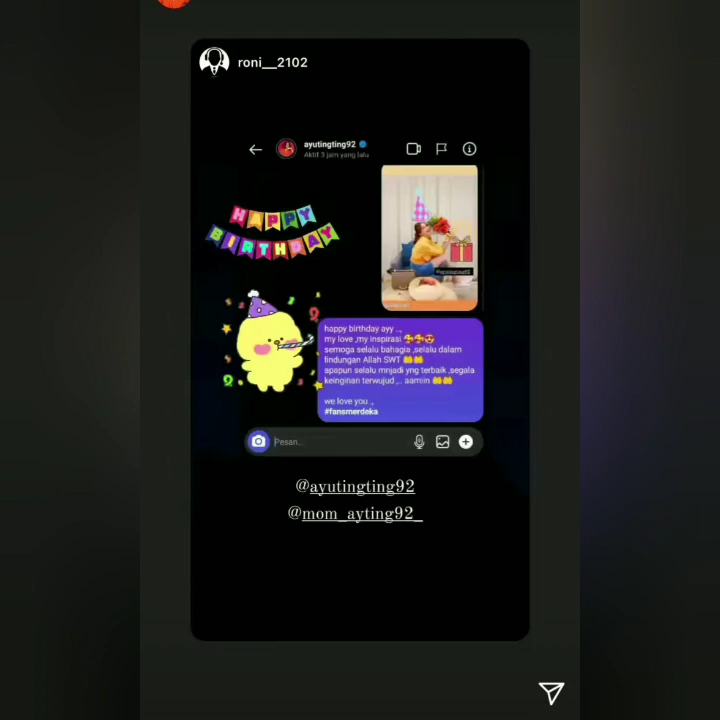 roni__2102
ayutingting92
Aktif 3 jam yang lalu
HAPPY
BIRTHDAY
happy birthday ayy ..,
my love ,my inspirasi 🥰🥰😍
semoga selalu bahagia ,selalu dalam
lindungan Allah SWT 🤲🤲
apapun selalu mnjadi yng terbaik ,segala
keinginan terwujud ,.. aamin 🤲🤲
we love you .,
#fansmerdeka
Pesan...
@ayutingting92
@mom_ayting92_